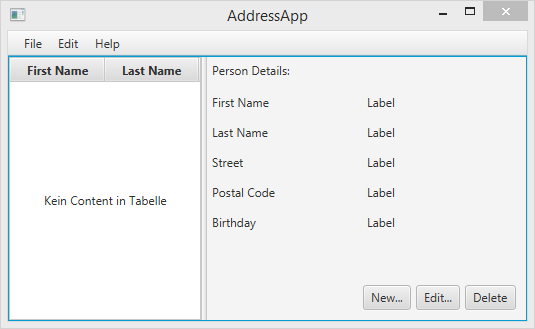 AddressApp
File Edit Help
First Name Last Name
Kein Content in Tabelle
Person Details:
First Name Label
Last Name Label
Street Label
Postal Code Label
Birthday Label
New... Edit... Delete